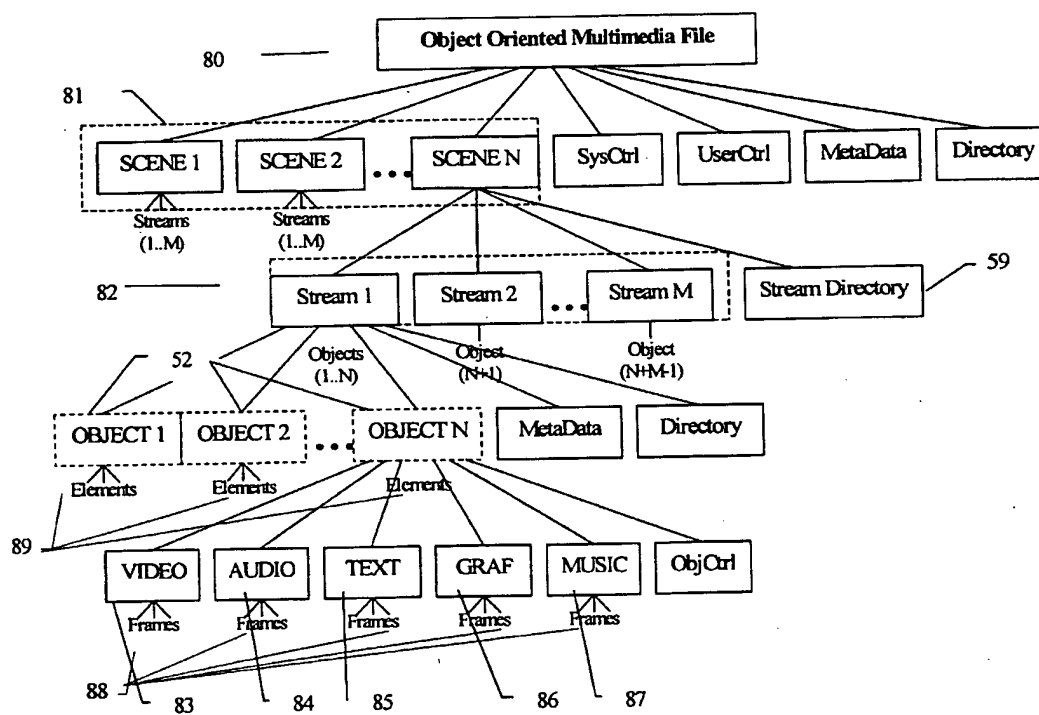 Object Oriented Multimedia File
80
81
SCENE 1
SCENE 2
SCENE N
SysCtrl
UserCtrl
MetaData
Directory
Streams
(1..M)
Streams
(1..M)
82
Stream 1
Stream 2
Stream M
Stream Directory
59
52
Objects
(1..N)
Object
(N+1)
Object
(N+M-1)
OBJECT 1
OBJECT 2
OBJECT N
MetaData
Directory
Elements
Elements
Elements
89
VIDEO
AUDIO
TEXT
GRAF
MUSIC
ObjCtrl
Frames
Frames
Frames
Frames
Frames
88
83
84
85
86
87